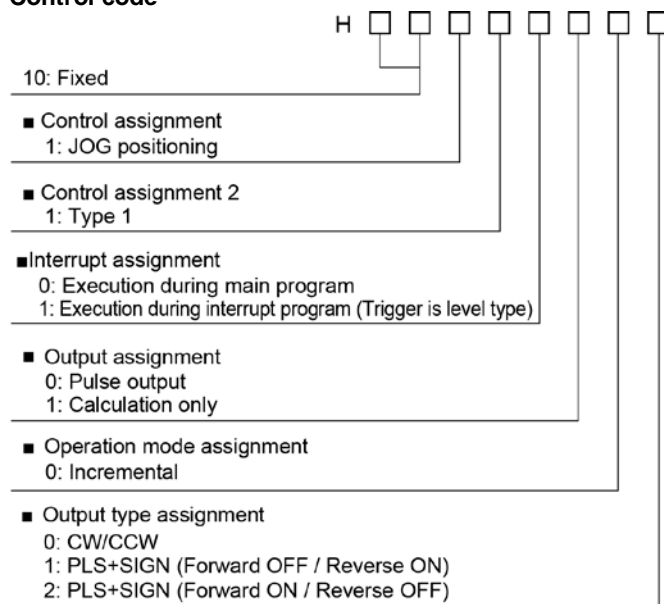 Control code
H □ □ □ □ □ □ □ □
10: Fixed
■ Control assignment
1: JOG positioning
■ Control assignment 2
1: Type 1
■Interrupt assignment
0: Execution during main program
1: Execution during interrupt program (Trigger is level type)
■ Output assignment
0: Pulse output
1: Calculation only
■ Operation mode assignment
0: Incremental
■ Output type assignment
0: CW/CCW
1: PLS+SIGN (Forward OFF / Reverse ON)
2: PLS+SIGN (Forward ON / Reverse OFF)